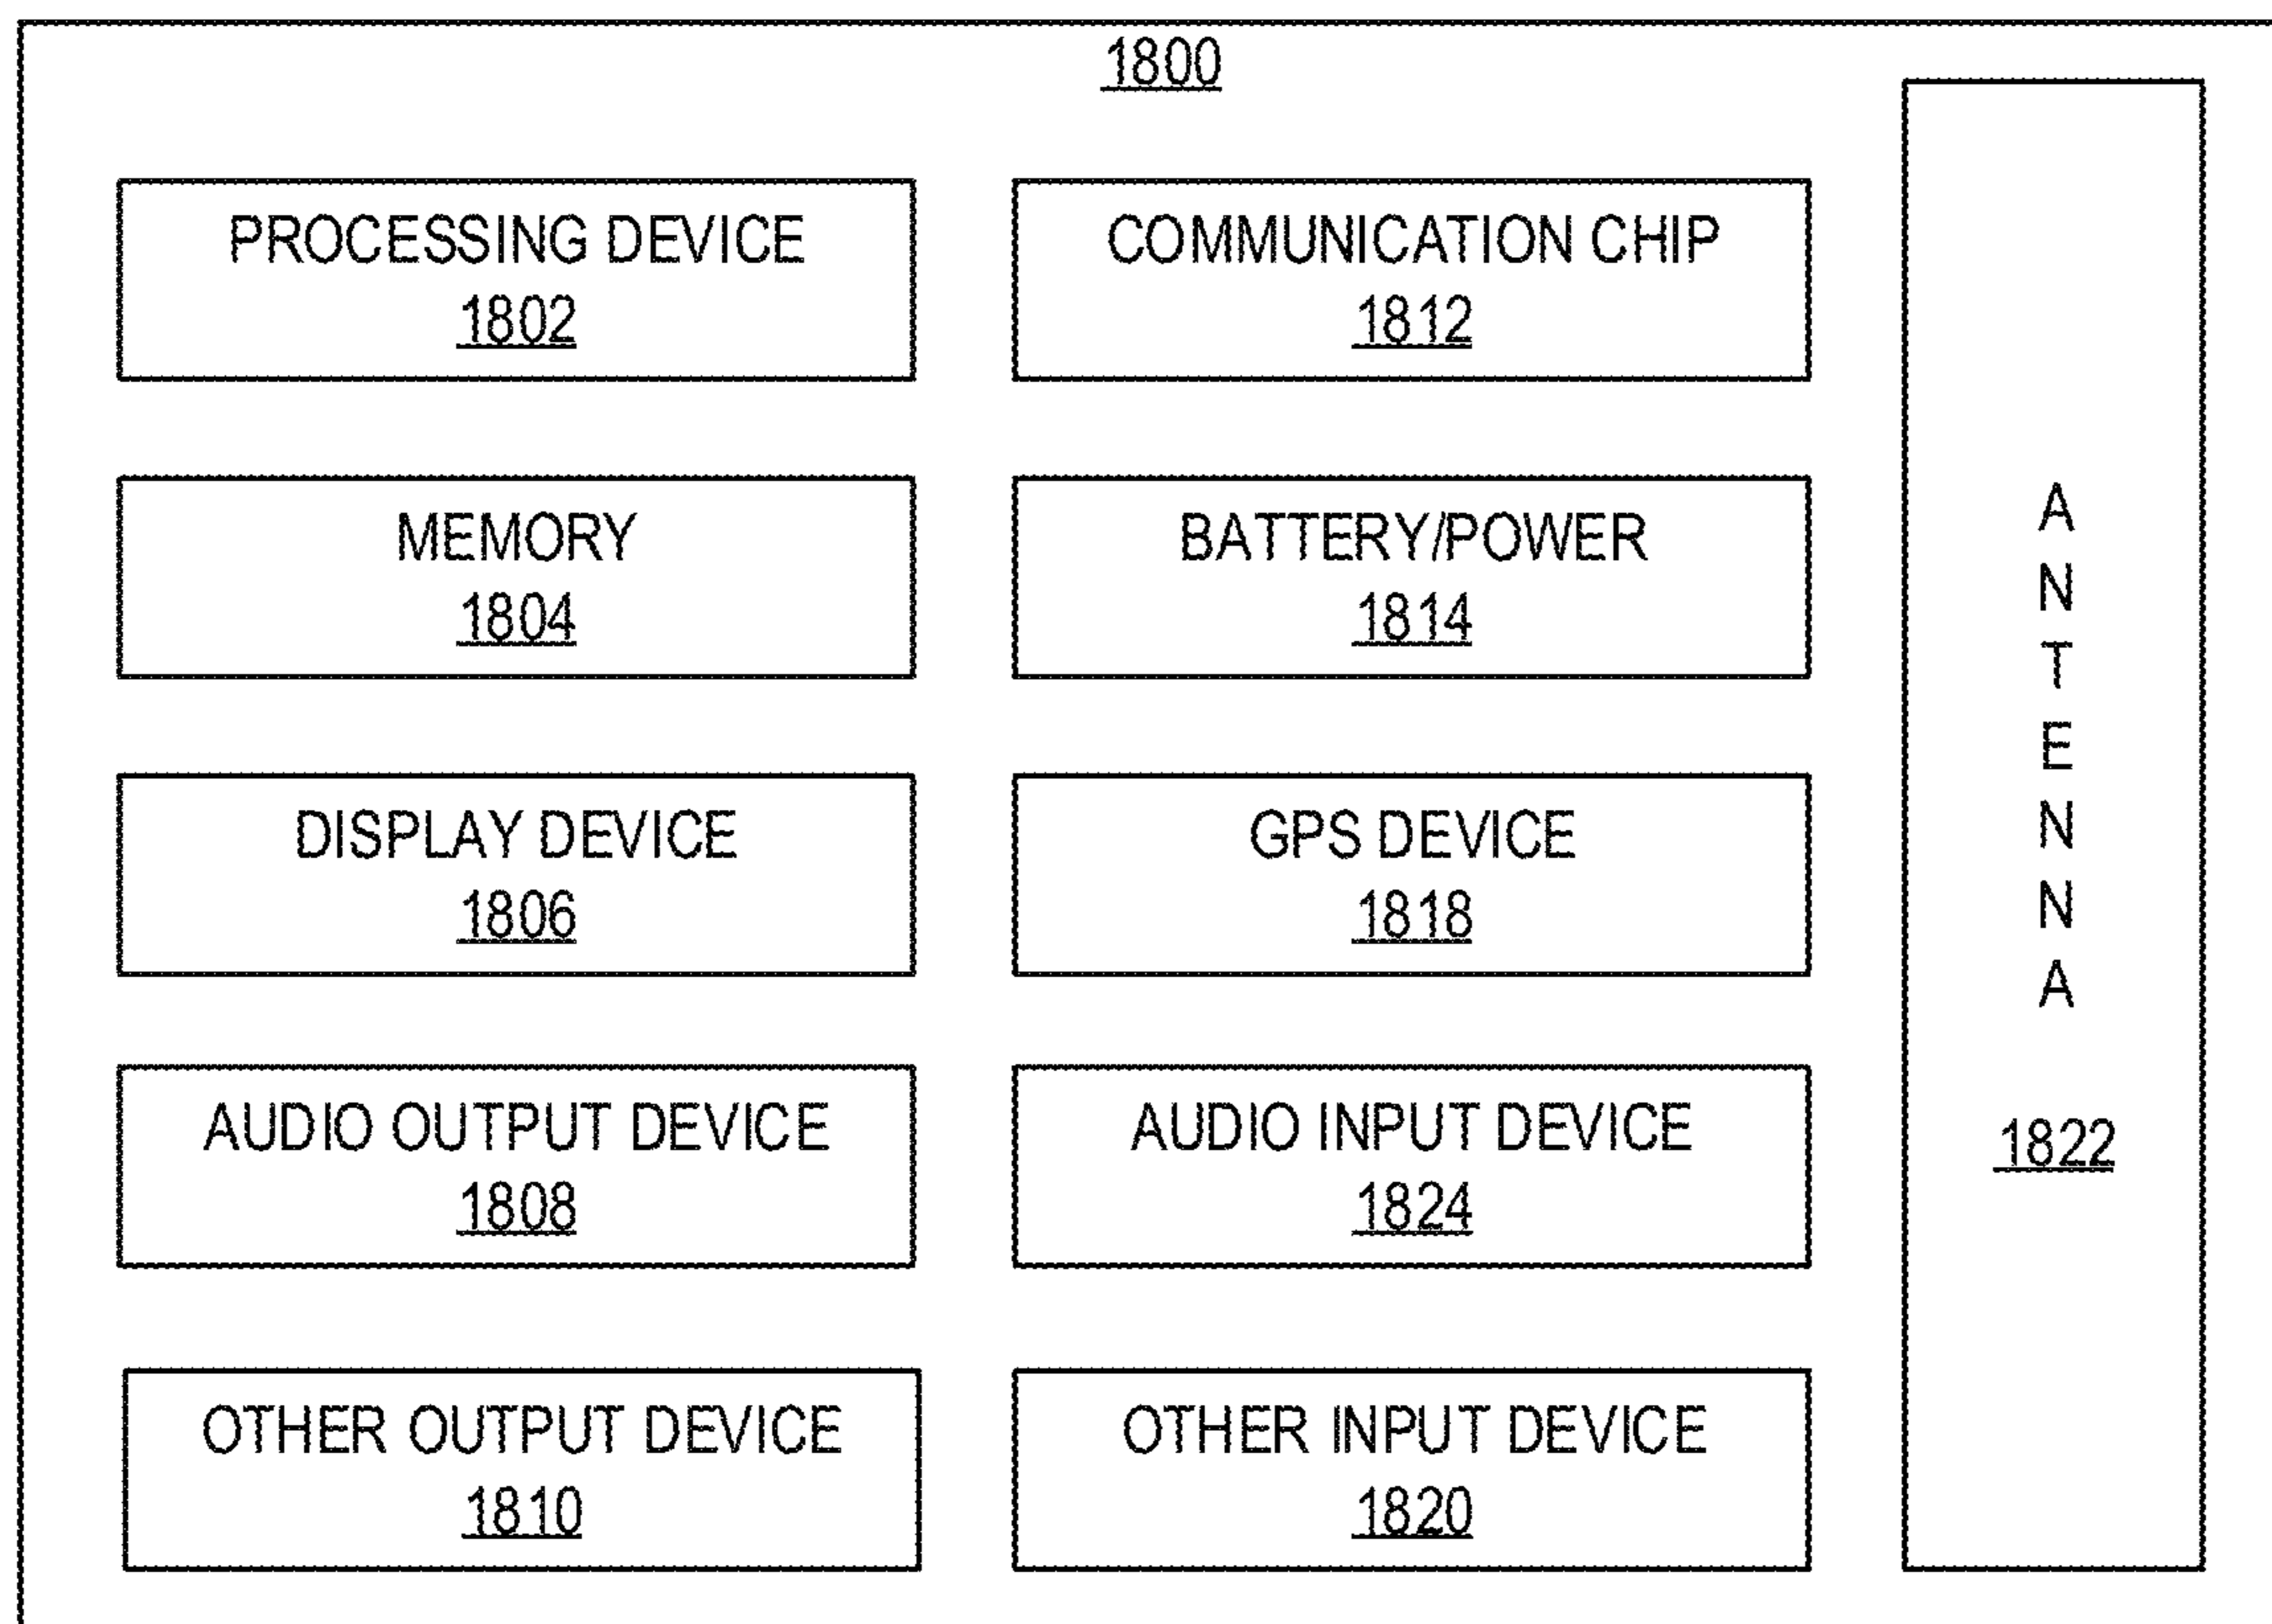 1800
PROCESSING DEVICE
1802
COMMUNICATION CHIP
1812
MEMORY
1804
BATTERY/POWER
1814
DISPLAY DEVICE
1806
GPS DEVICE
1818
AUDIO OUTPUT DEVICE
1808
AUDIO INPUT DEVICE
1824
OTHER OUTPUT DEVICE
1810
OTHER INPUT DEVICE
1820
ANTENNA
1822